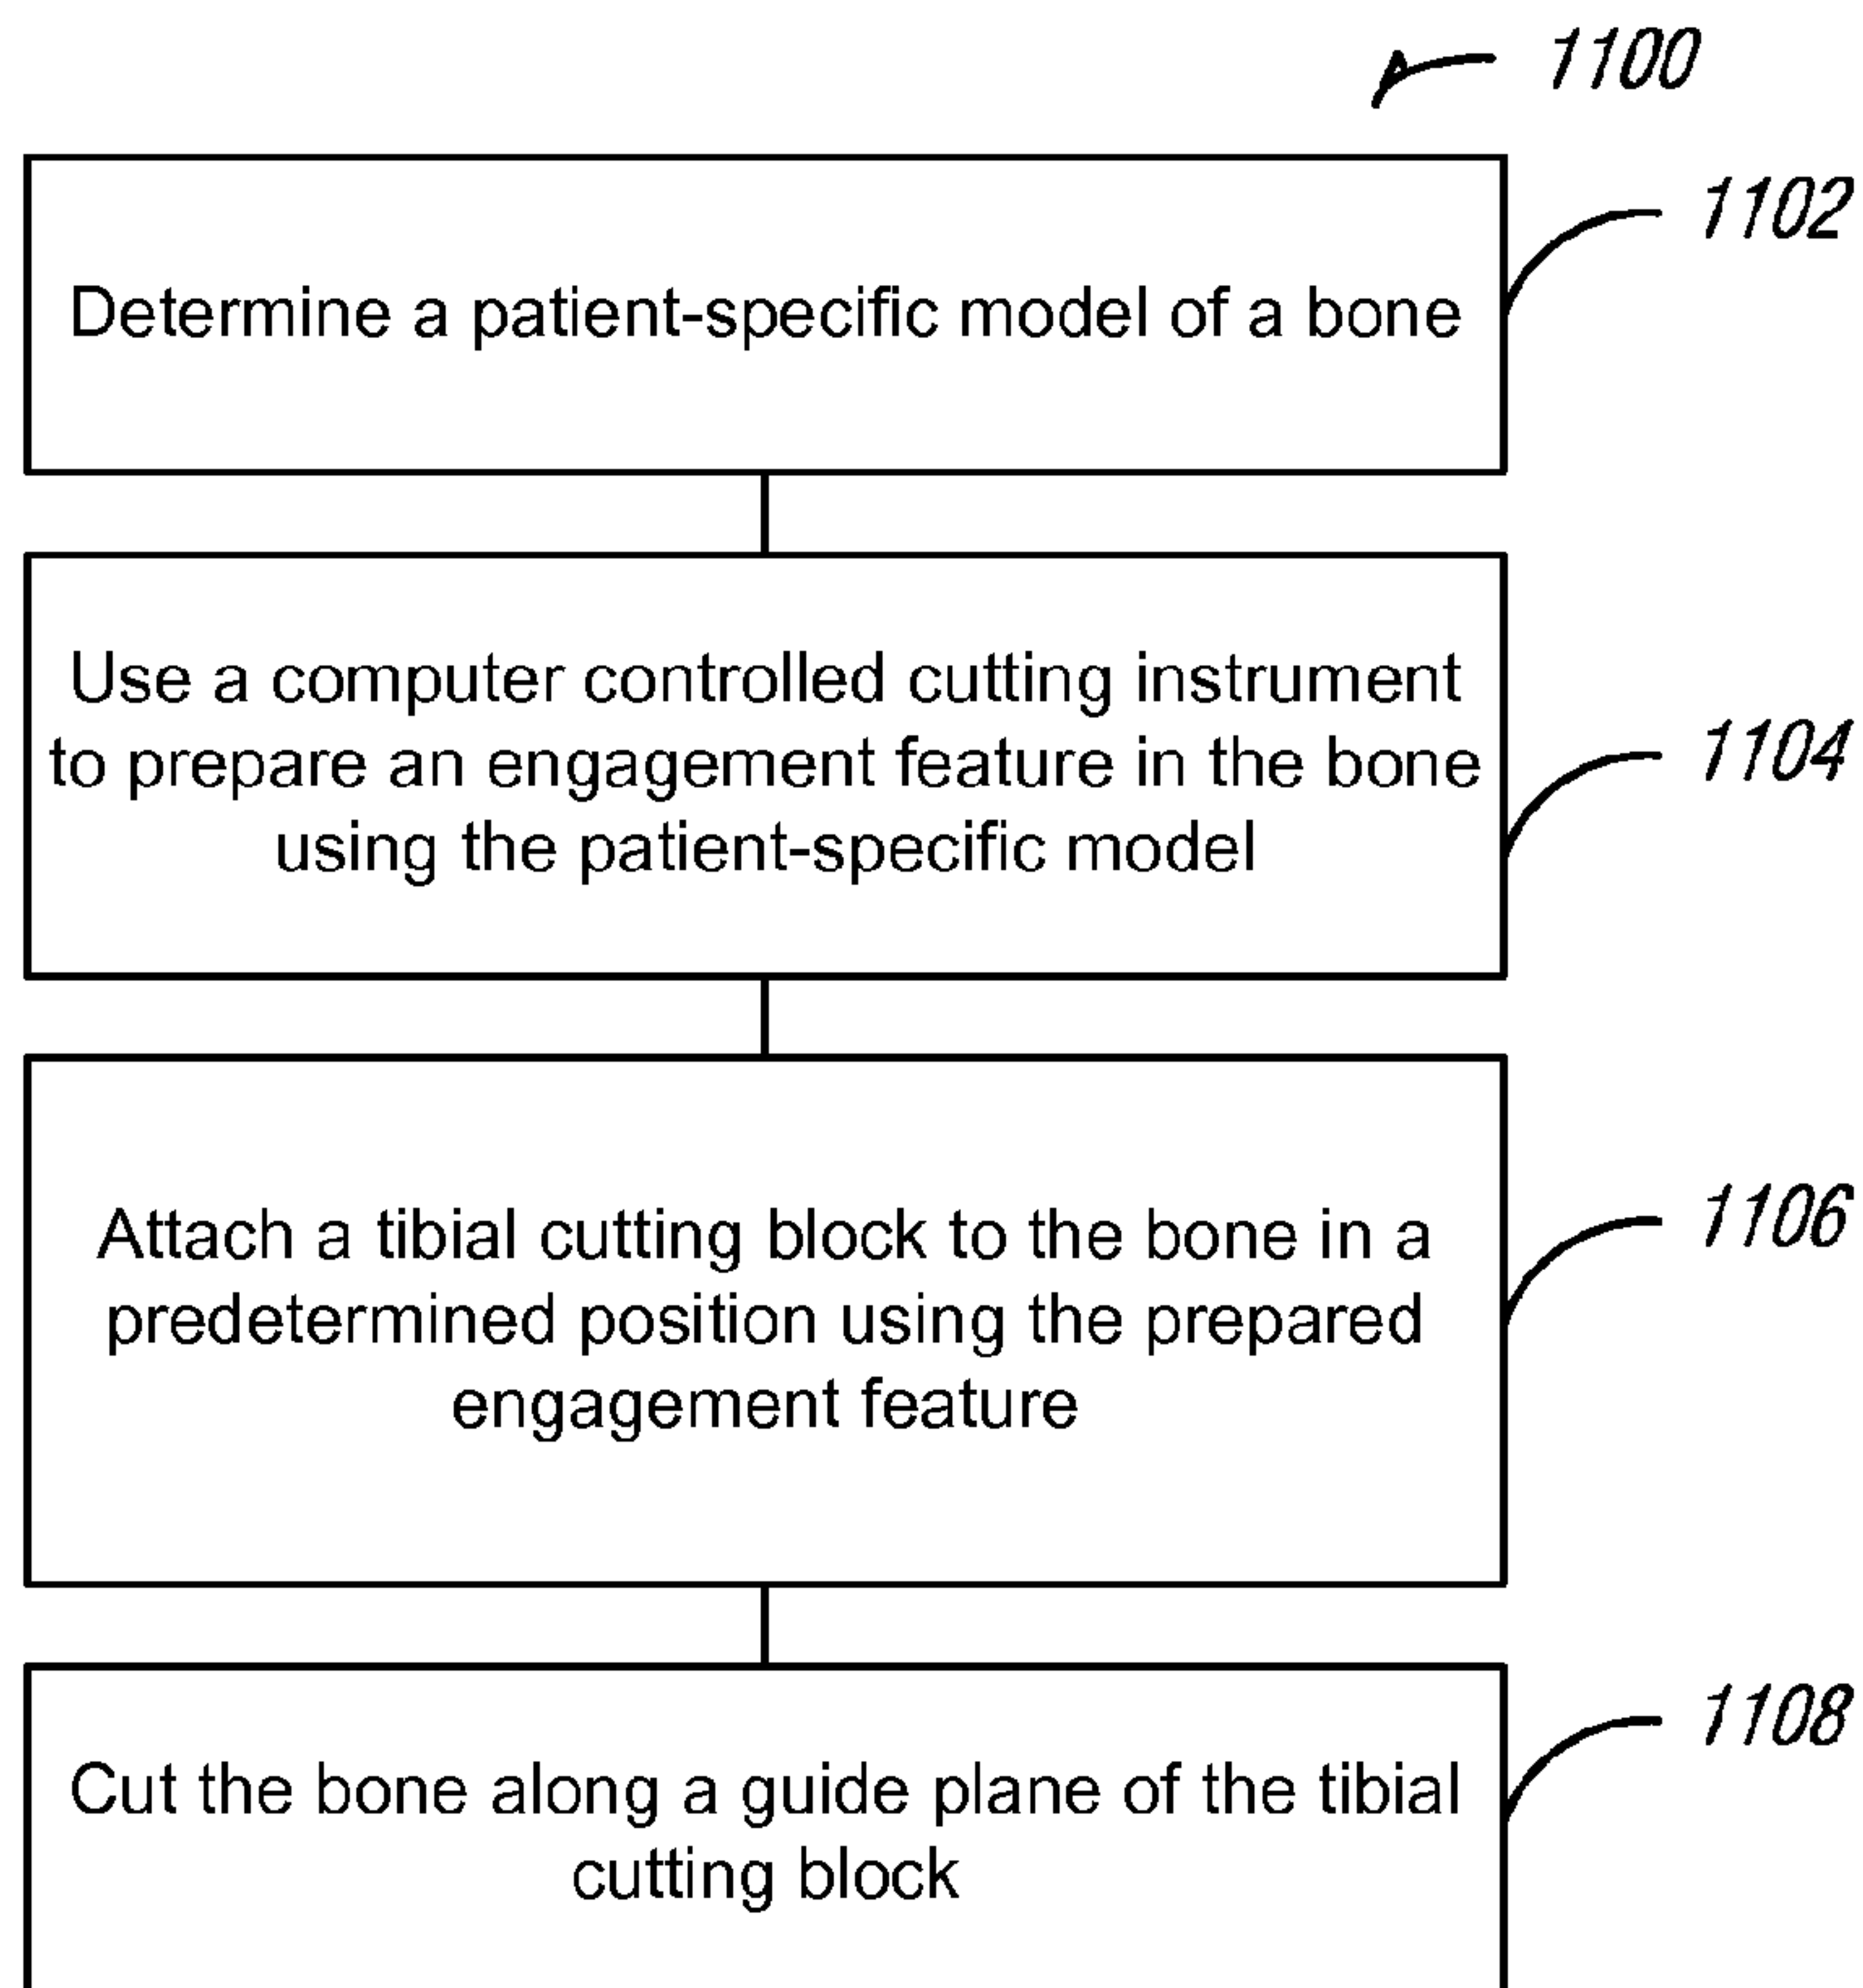 1100
1102
Determine a patient-specific model of a bone
Use a computer controlled cutting instrument
to prepare an engagement feature in the bone
using the patient-specific model
1104
Attach a tibial cutting block to the bone in a
predetermined position using the prepared
engagement feature
1106
Cut the bone along a guide plane of the tibial
cutting block
1108